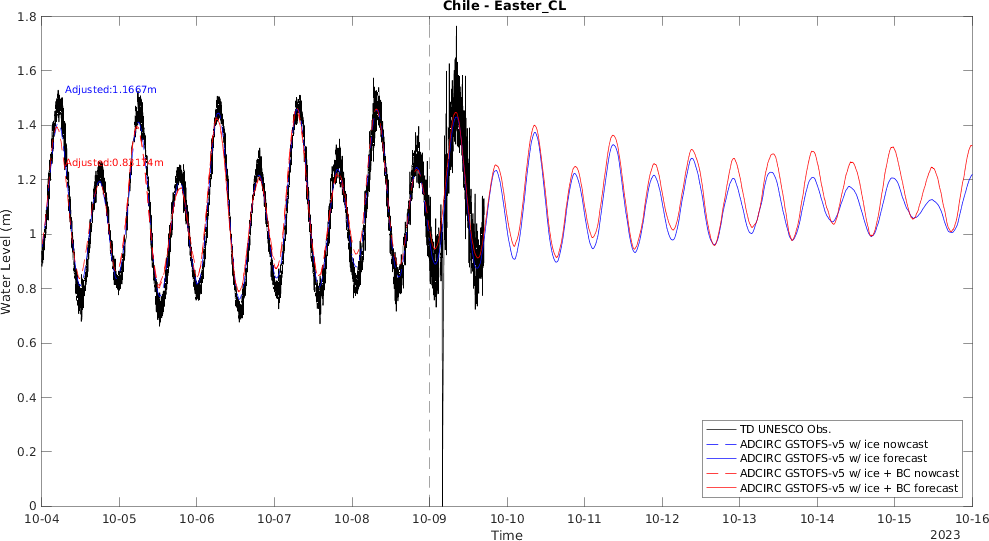 Chile - Easter_CL
1.8
1.6
1.4
1.2
1
0.8
0.6
0.4
0.2
0
Water Level (m)
Adjusted:1.1667m
10-04
10-05
10-06
10-07
10-08
10-09
10-10
10-11
10-12
10-13
10-14
10-15
10-16
Time
2023
TD UNESCO Obs.
ADCIRC GSTOFS-v5 w/ ice nowcast
ADCIRC GSTOFS-v5 w/ ice forecast
ADCIRC GSTOFS-v5 w/ ice + BC nowcast
ADCIRC GSTOFS-v5 w/ ice + BC forecast